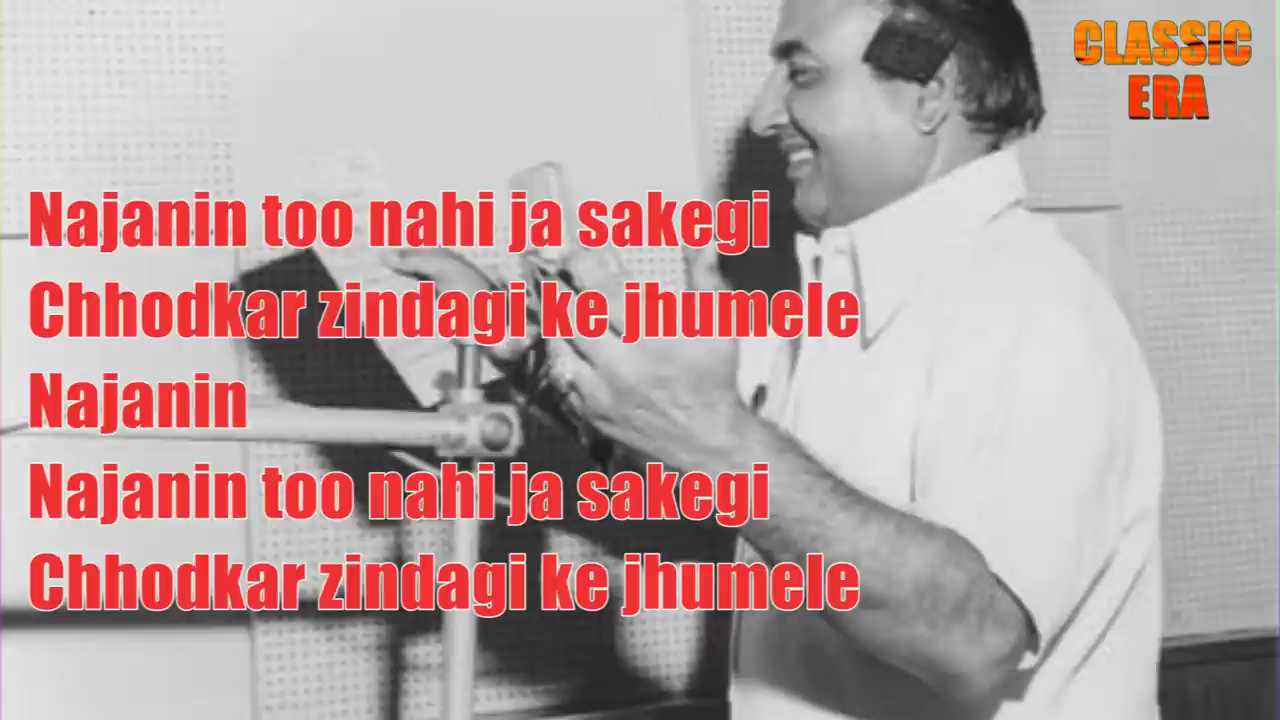 CLASSIC
ERA
Najanin too nahi ja sakegi
Chhodkar zindagi ke jhumele
Najanin
Najanin too nahi ja sakegi
Chhodkar zindagi ke jhumele